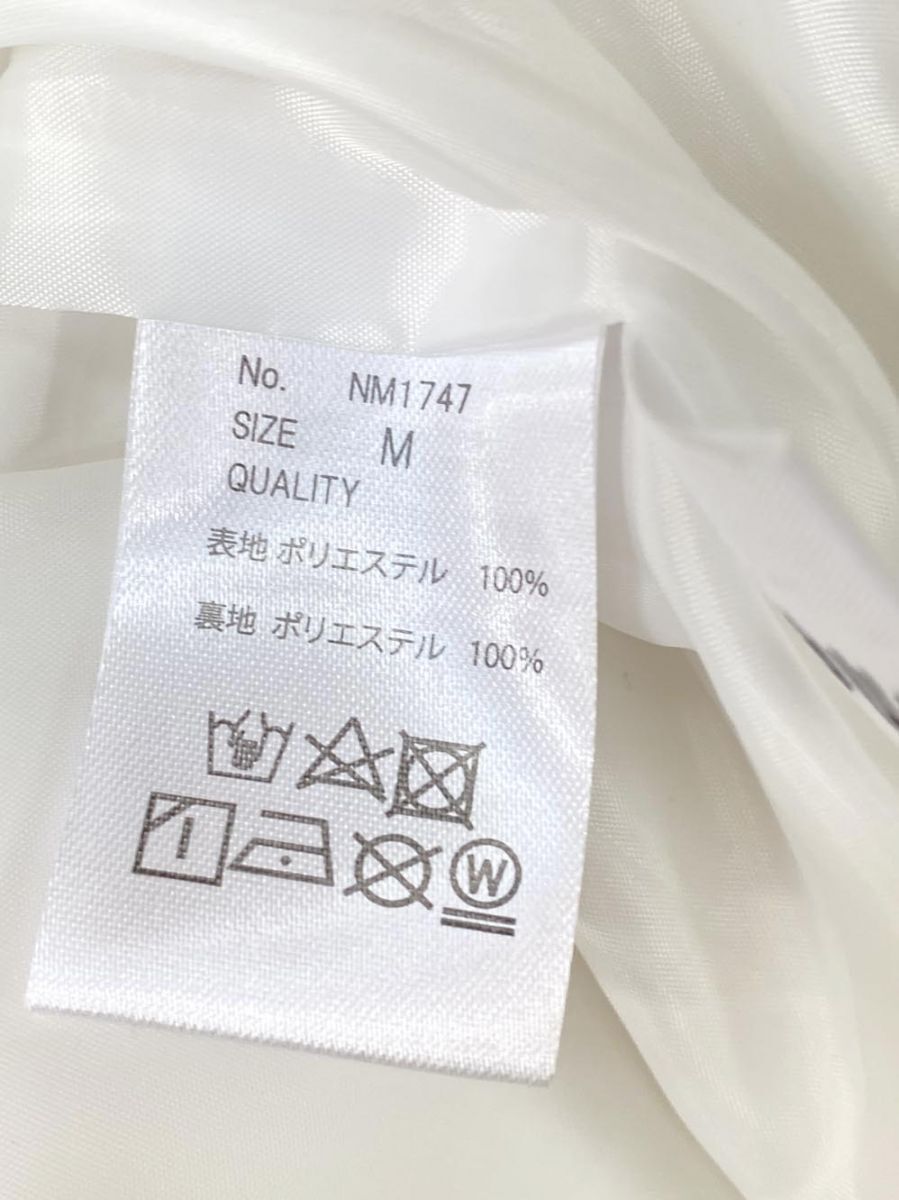 No. NM1747
SIZE M
QUALITY
表地 ポリエステル 100%
裏地 ポリエステル 100%
W